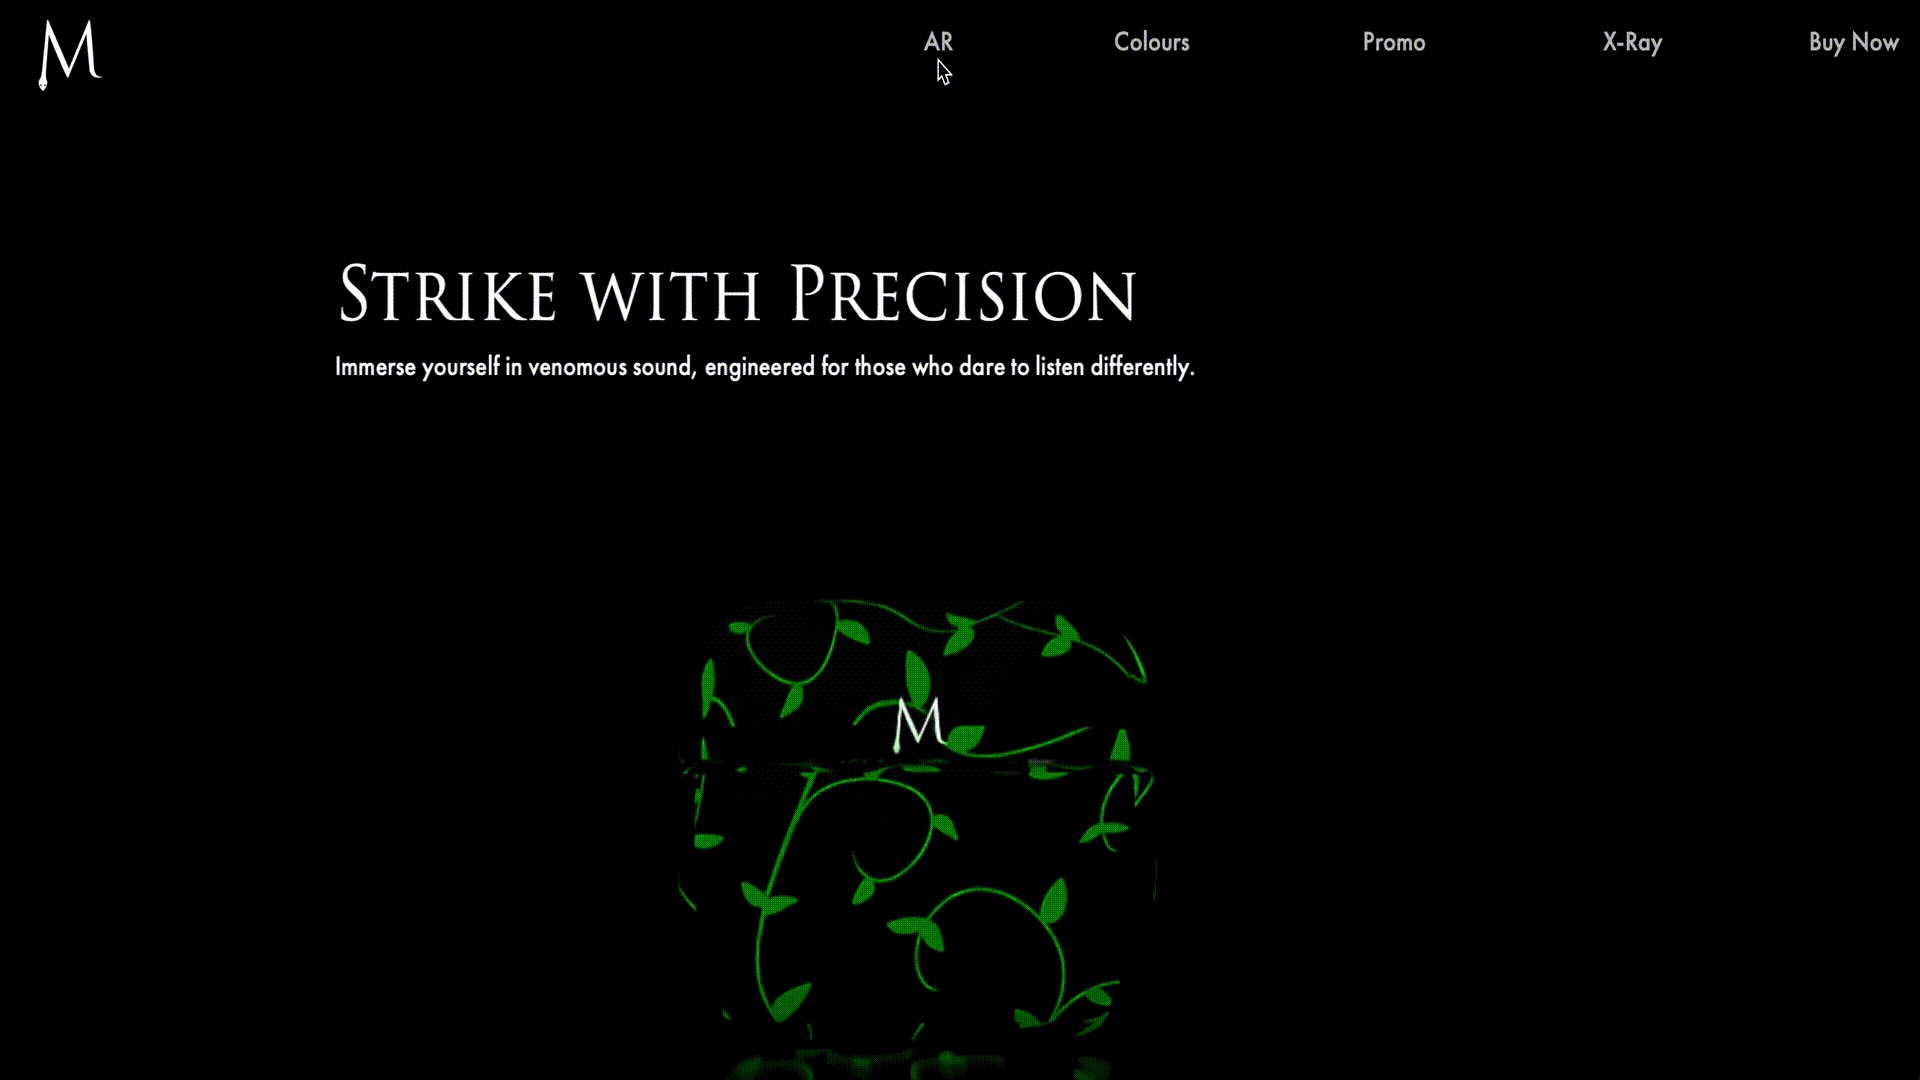 M
AR Colours Promo X-Ray Buy Now
Strike with Precision
Immerse yourself in venomous sound, engineered for those who dare to listen differently.
M